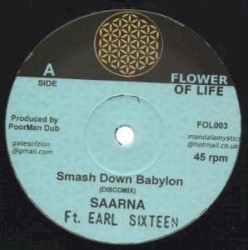 A
SIDE
FLOWER
OF LIFE
Produced by
PoorMan Dub
FOL003
gatesofzion
@gmail.com
mandalamystic
@hotmail.co.uk
45 rpm
Smash Down Babylon
(DISCOMIX)
SAARNA
Ft. EARL SIXTEEN